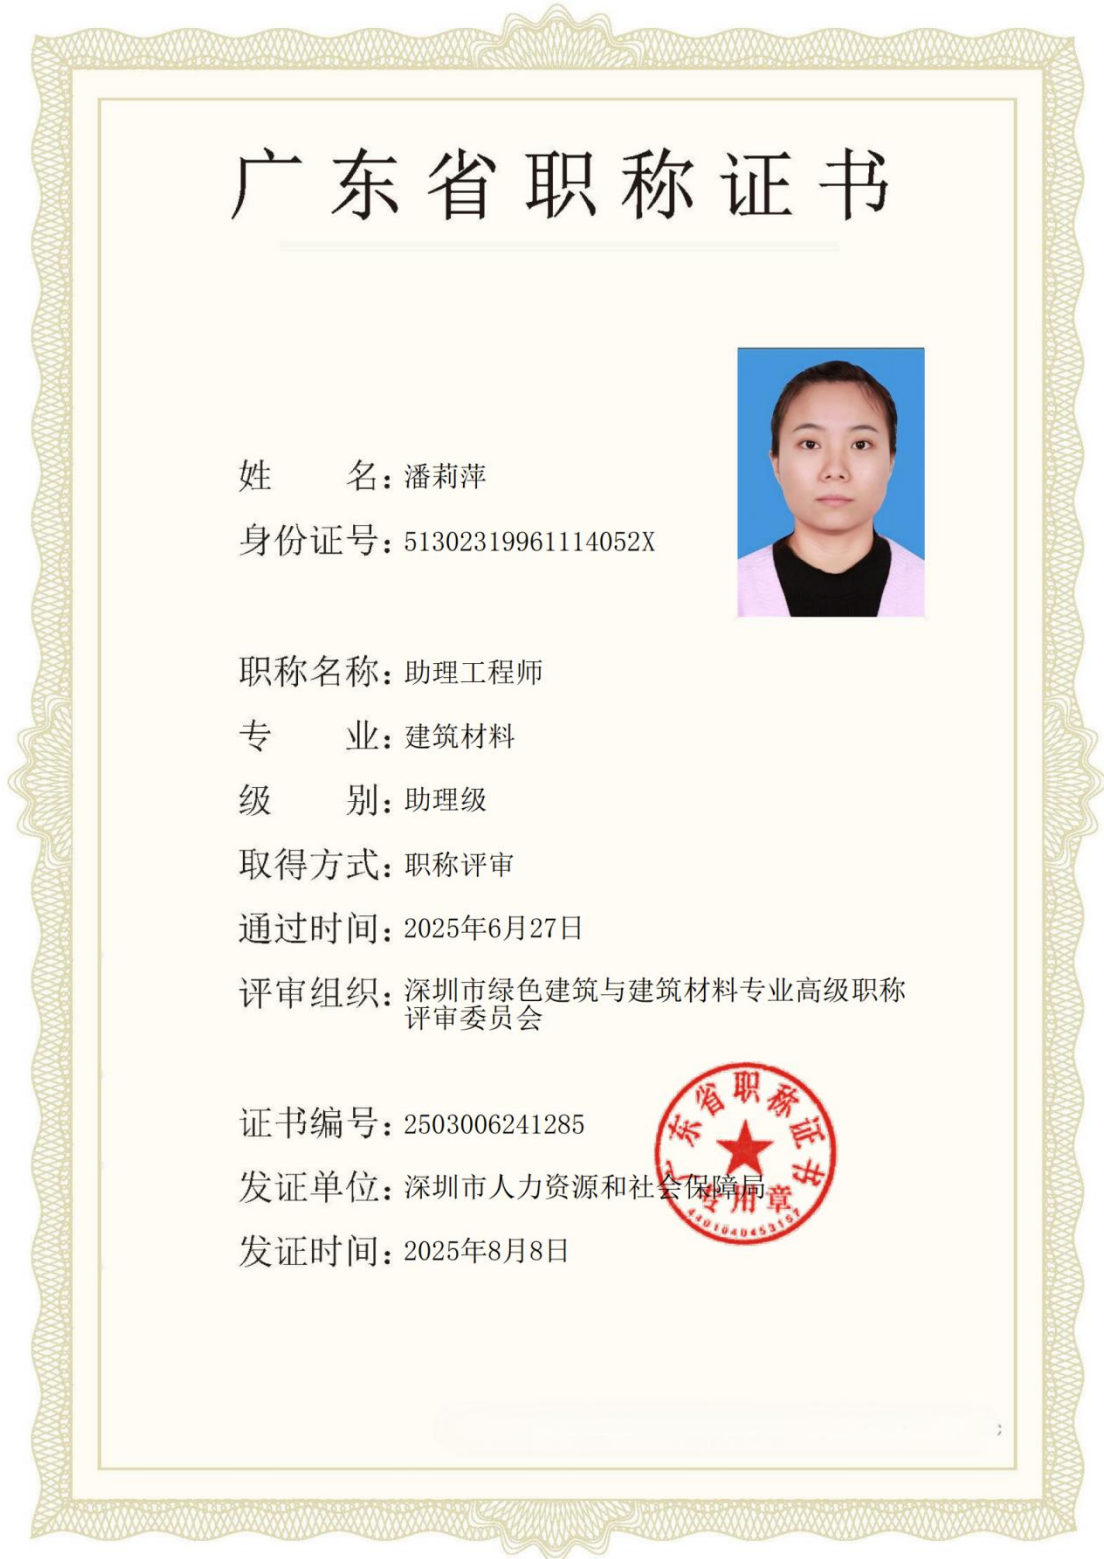 广东省职称证书
姓名：潘莉萍
身份证号：51302319961114052X
职称名称：助理工程师
专业：建筑材料
级别：助理级
取得方式：职称评审
通过时间：2025年6月27日
评审组织：深圳市绿色建筑与建筑材料专业高级职称
评审委员会
证书编号：2503006241285
发证单位：深圳市人力资源和社会保障局
发证时间：2025年8月8日
广东省职称证书
专用章
4401040453157